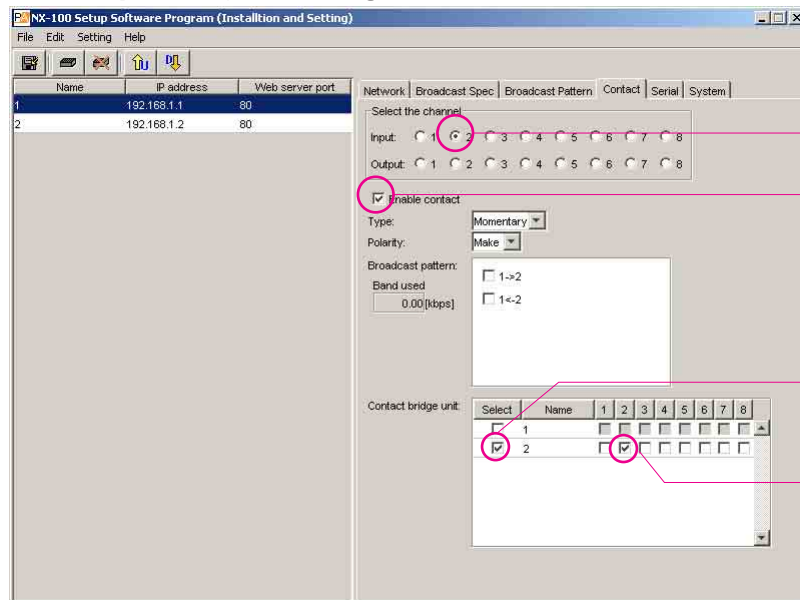 NX-100 Setup Software Program (Installtion and Setting)
File Edit Setting Help
Name IP address Web server port
1 192.168.1.1 80
2 192.168.1.2 80
Network Broadcast Spec Broadcast Pattern Contact Serial System
Select the channel
Input: 1 2 3 4 5 6 7 8
Output: 1 2 3 4 5 6 7 8
Enable contact
Type: Momentary
Polarity: Make
Broadcast pattern:
1->2
Band used
0.00 [kbps]
1<-2
Contact bridge unit:
Select Name 1 2 3 4 5 6 7 8
1
2